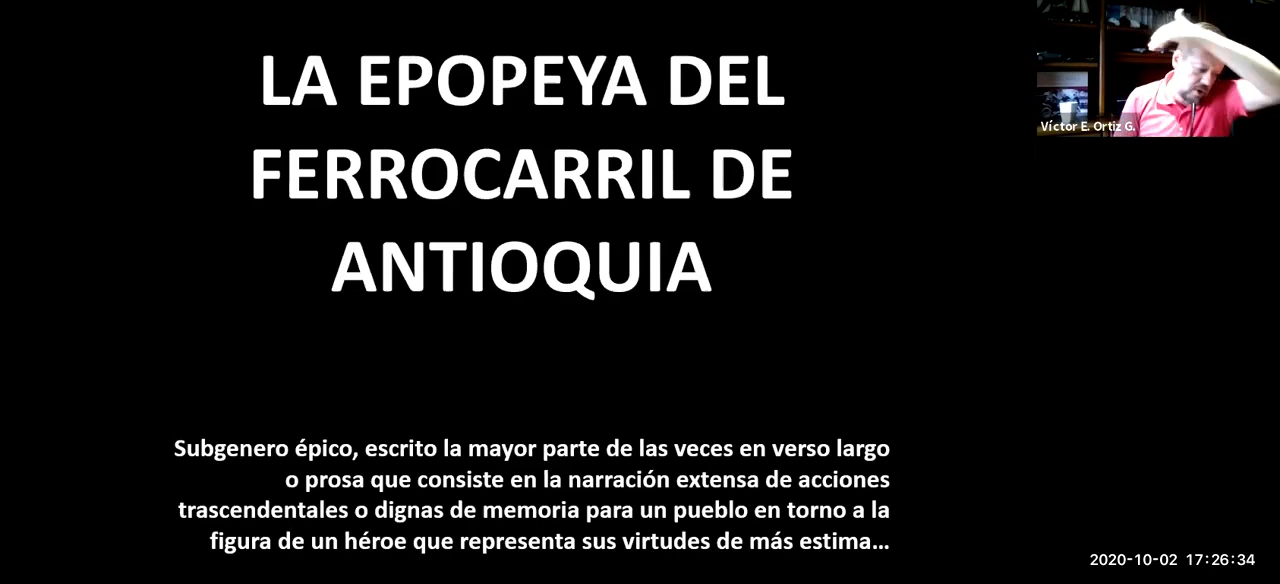 LA EPOPEYA DEL
FERROCARRIL DE
ANTIOQUIA
Subgenero épico, escrito la mayor parte de las veces en verso largo
o prosa que consiste en la narración extensa de acciones
trascendentales o dignas de memoria para un pueblo en torno a la
figura de un héroe que representa sus virtudes de más estima...
Víctor E. Ortiz G.
2020-10-02 17:26:34